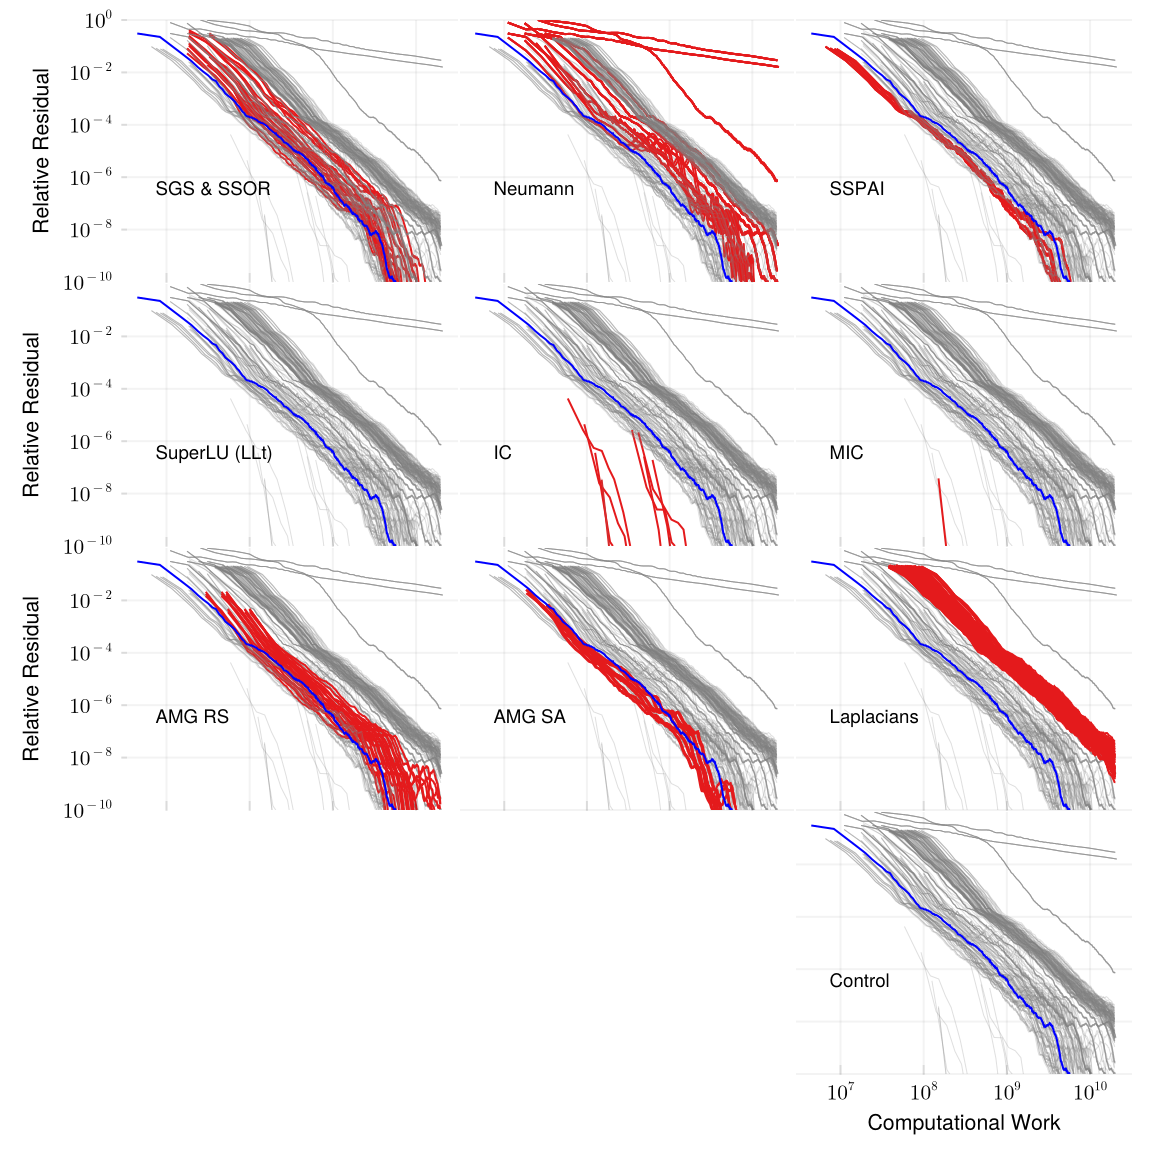 10^0
10^−2
10^−4
10^−6
10^−8
10^−10
Relative Residual
SGS & SSOR
Neumann
SSPAI
10^−2
10^−4
10^−6
10^−8
10^−10
Relative Residual
SuperLU (LLt)
IC
MIC
10^−2
10^−4
10^−6
10^−8
10^−10
Relative Residual
AMG RS
AMG SA
Laplacians
Control
10^7 10^8 10^9 10^10
Computational Work